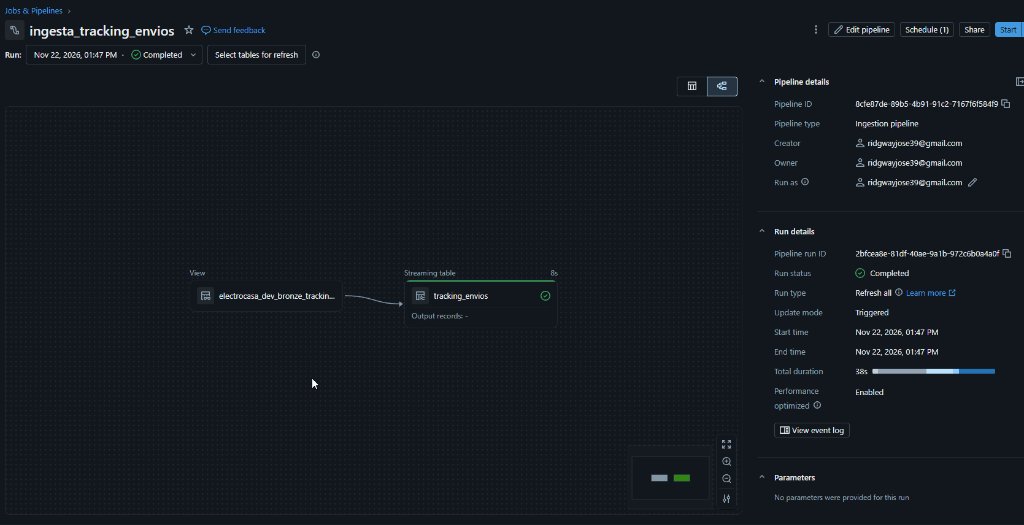 Jobs & Pipelines ›
ingesta_tracking_envios
Send feedback
Edit pipeline
Schedule (1)
Share
Start
Run: Nov 22, 2026, 01:47 PM · Completed
Select tables for refresh
View
electrocasa_dev_bronze_trackin...
Streaming table 8s
tracking_envios
Output records: -
Pipeline details
Pipeline ID 8cfe87de-89b5-4b91-91c2-7167f6f584f9
Pipeline type Ingestion pipeline
Creator ridgwayjose39@gmail.com
Owner ridgwayjose39@gmail.com
Run as ridgwayjose39@gmail.com
Run details
Pipeline run ID 2bfcea8e-81df-40ae-9a1b-972c6b0a4a0f
Run status Completed
Run type Refresh all Learn more
Update mode Triggered
Start time Nov 22, 2026, 01:47 PM
End time Nov 22, 2026, 01:47 PM
Total duration 38s
Performance optimized Enabled
View event log
Parameters
No parameters were provided for this run